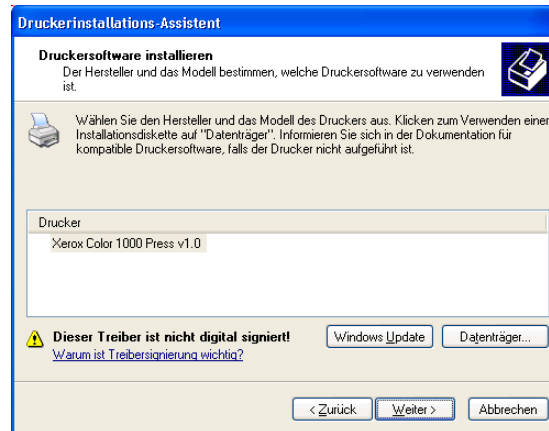 Druckerinstallations-Assistent
Druckersoftware installieren
Der Hersteller und das Modell bestimmen, welche Druckersoftware zu verwenden
ist.
Wählen Sie den Hersteller und das Modell des Druckers aus. Klicken zum Verwenden einer
Installationsdiskette auf "Datenträger". Informieren Sie sich in der Dokumentation für
kompatible Druckersoftware, falls der Drucker nicht aufgeführt ist.
Drucker
Xerox Color 1000 Press v1.0
Dieser Treiber ist nicht digital signiert!
Windows Update
Datenträger...
Warum ist Treibersignierung wichtig?
< Zurück
Weiter >
Abbrechen